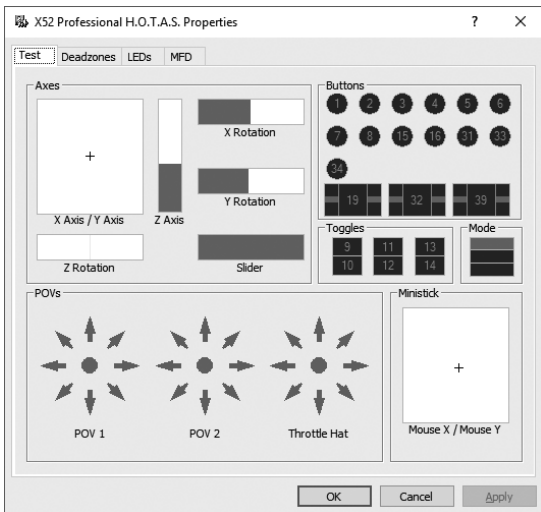 X52 Professional H.O.T.A.S. Properties ? X
Test Deadzones LEDs MFD
Axes
X Axis / Y Axis
Z Axis
X Rotation
Y Rotation
Z Rotation
Slider
Buttons
1 2 3 4 5 6
7 8 15 16 31 33
34
19 32 39
Toggles
9 11 13
10 12 14
Mode
POVs
POV 1
POV 2
Throttle Hat
Ministick
Mouse X / Mouse Y
OK Cancel Apply